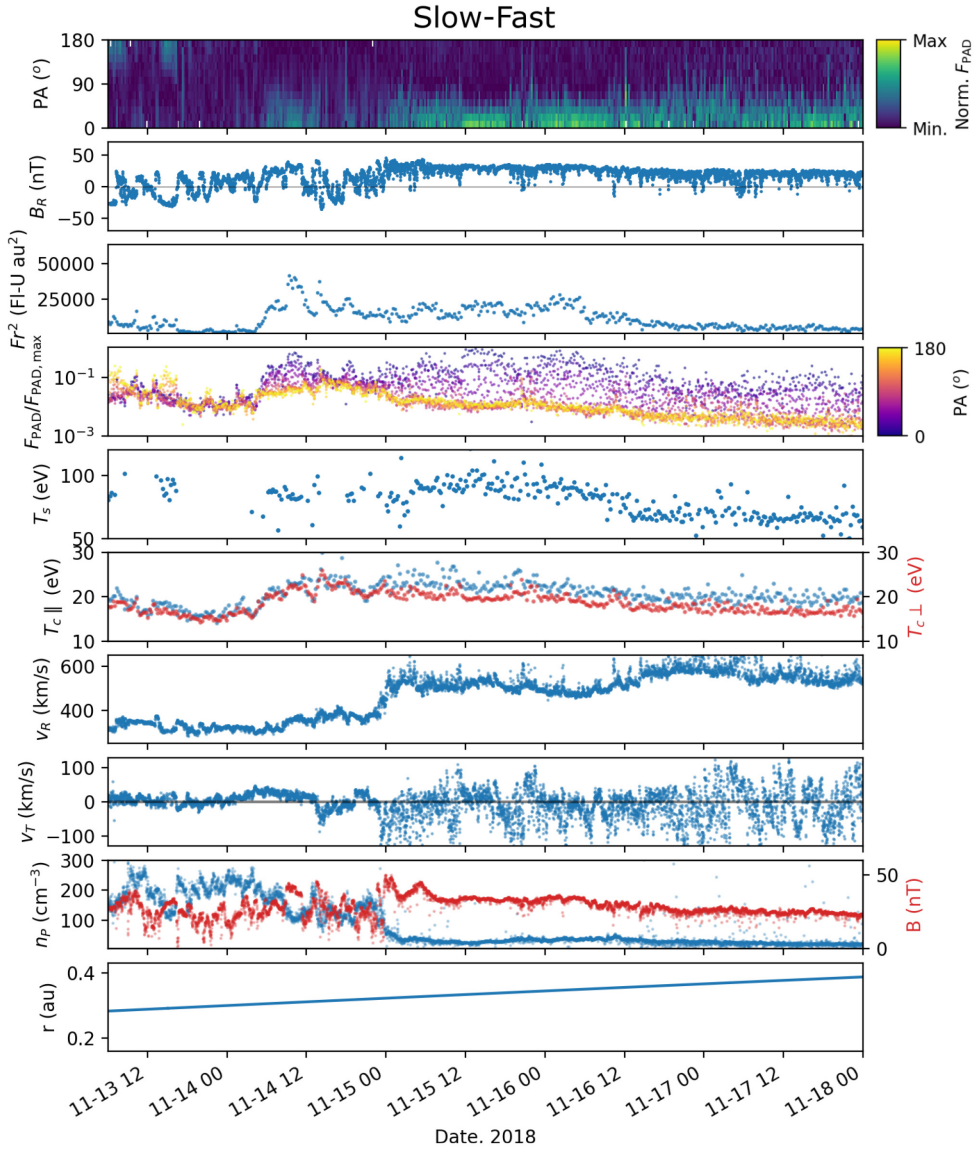 Slow-Fast
180
90
0
PA (°)
Max
Min.
Norm. F_PAD
50
0
−50
B_R (nT)
50000
25000
Fr² (FI-U au²)
10⁻¹
10⁻³
F_PAD/F_PAD,max
180
0
PA (°)
100
50
T_s (eV)
30
20
10
T_c ∥ (eV)
30
20
10
T_c ⊥ (eV)
600
400
v_R (km/s)
100
0
−100
v_T (km/s)
300
200
100
n_P (cm⁻³)
50
0
B (nT)
0.4
0.2
r (au)
11-13 12
11-14 00
11-14 12
11-15 00
11-15 12
11-16 00
11-16 12
11-17 00
11-17 12
11-18 00
Date. 2018